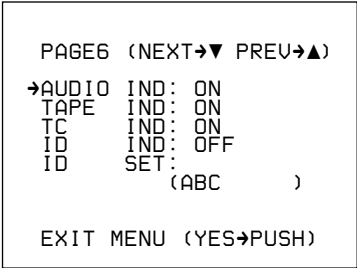 PAGE6 (NEXT→▼ PREV→▲)
→AUDIO IND: ON
TAPE IND: ON
TC IND: ON
ID IND: OFF
ID SET:
(ABC )
EXIT MENU (YES→PUSH)